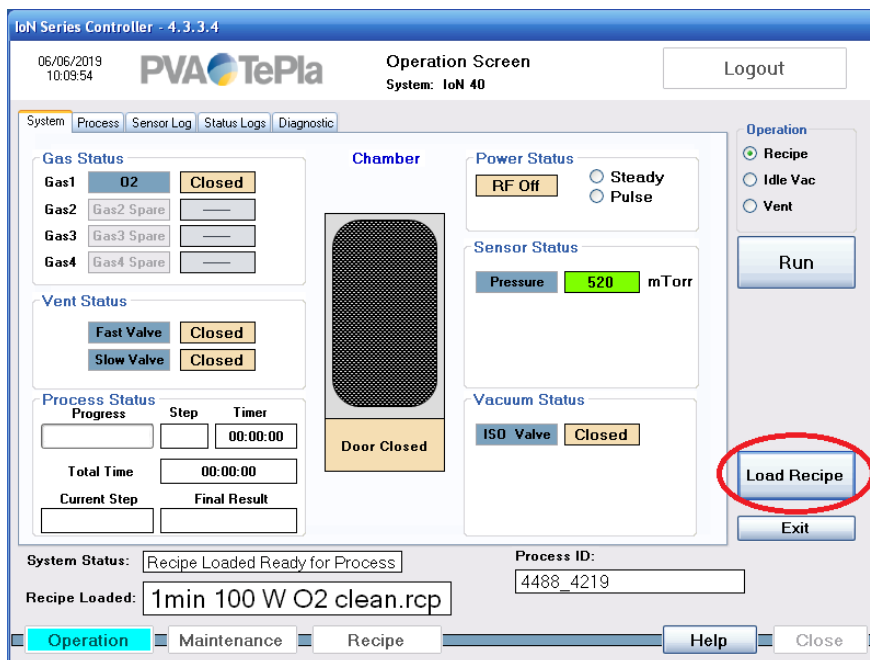 IoN Series Controller - 4.3.3.4
06/06/2019
10:09:54
PVA TePla
Operation Screen
System: IoN 40
Logout
System Process Sensor Log Status Logs Diagnostic
Gas Status
Gas1 O2 Closed
Gas2 Gas2 Spare ——
Gas3 Gas3 Spare ——
Gas4 Gas4 Spare ——
Vent Status
Fast Valve Closed
Slow Valve Closed
Process Status
Progress Step Timer
00:00:00
Total Time 00:00:00
Current Step Final Result
Chamber
Door Closed
Power Status
RF Off
Steady
Pulse
Sensor Status
Pressure 520 mTorr
Vacuum Status
ISO Valve Closed
Operation
Recipe
Idle Vac
Vent
Run
Load Recipe
Exit
System Status: Recipe Loaded Ready for Process
Recipe Loaded: 1min 100 W O2 clean.rcp
Process ID:
4488_4219
Operation Maintenance Recipe Help Close